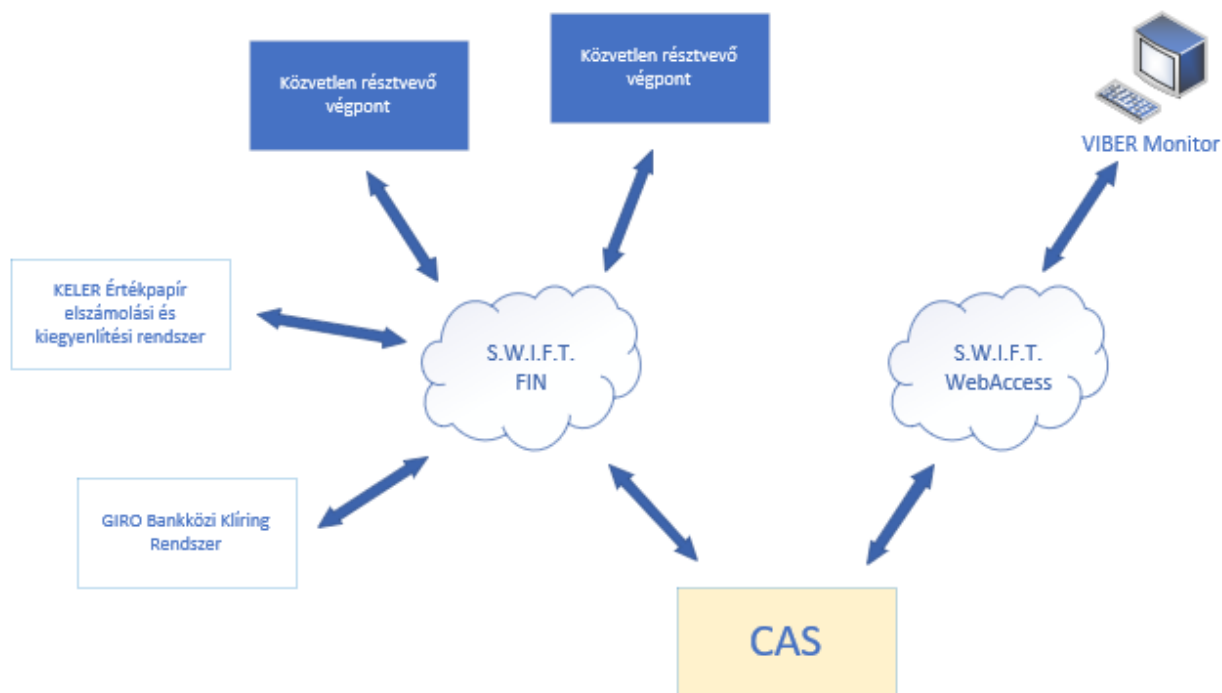 Közvetlen résztvevő
végpont
Közvetlen résztvevő
végpont
VIBER Monitor
KELER Értékpapír
elszámolási és
kiegyenlítési rendszer
S.W.I.F.T.
FIN
S.W.I.F.T.
WebAccess
GIRO Bankközi Klíring
Rendszer
CAS